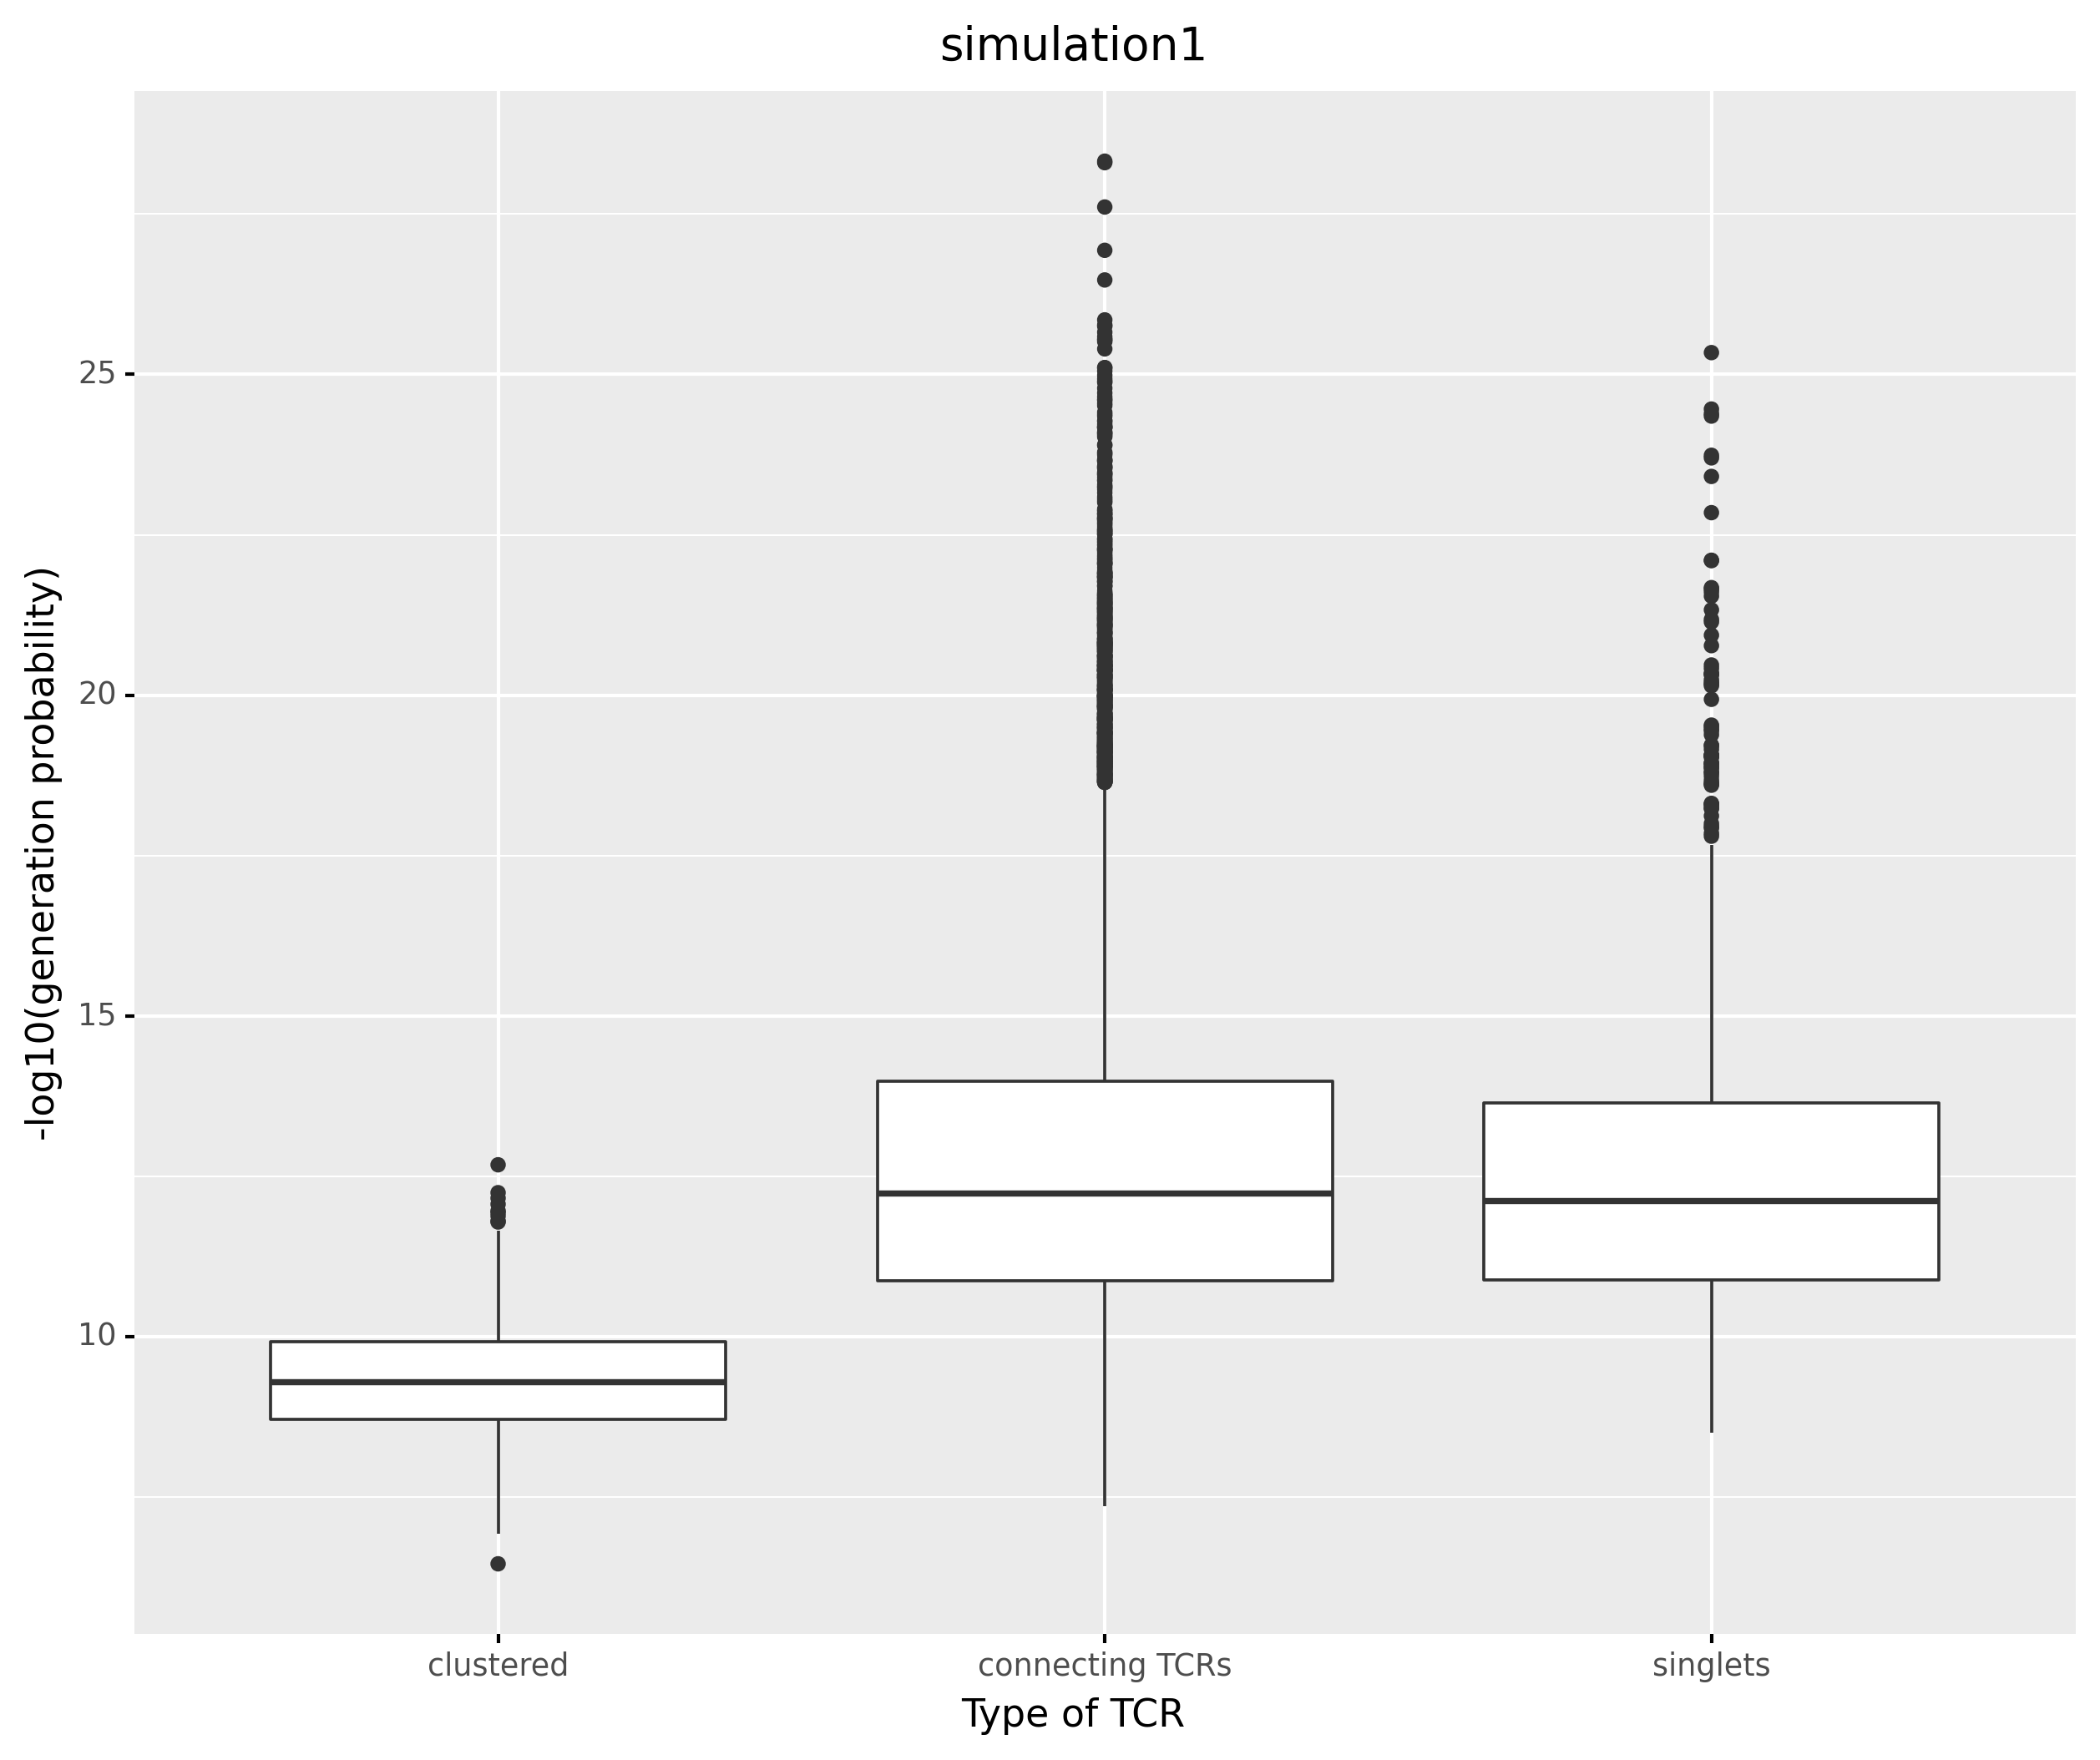 simulation1
-log10(generation probability)
25
20
15
10
clustered
connecting TCRs
singlets
Type of TCR